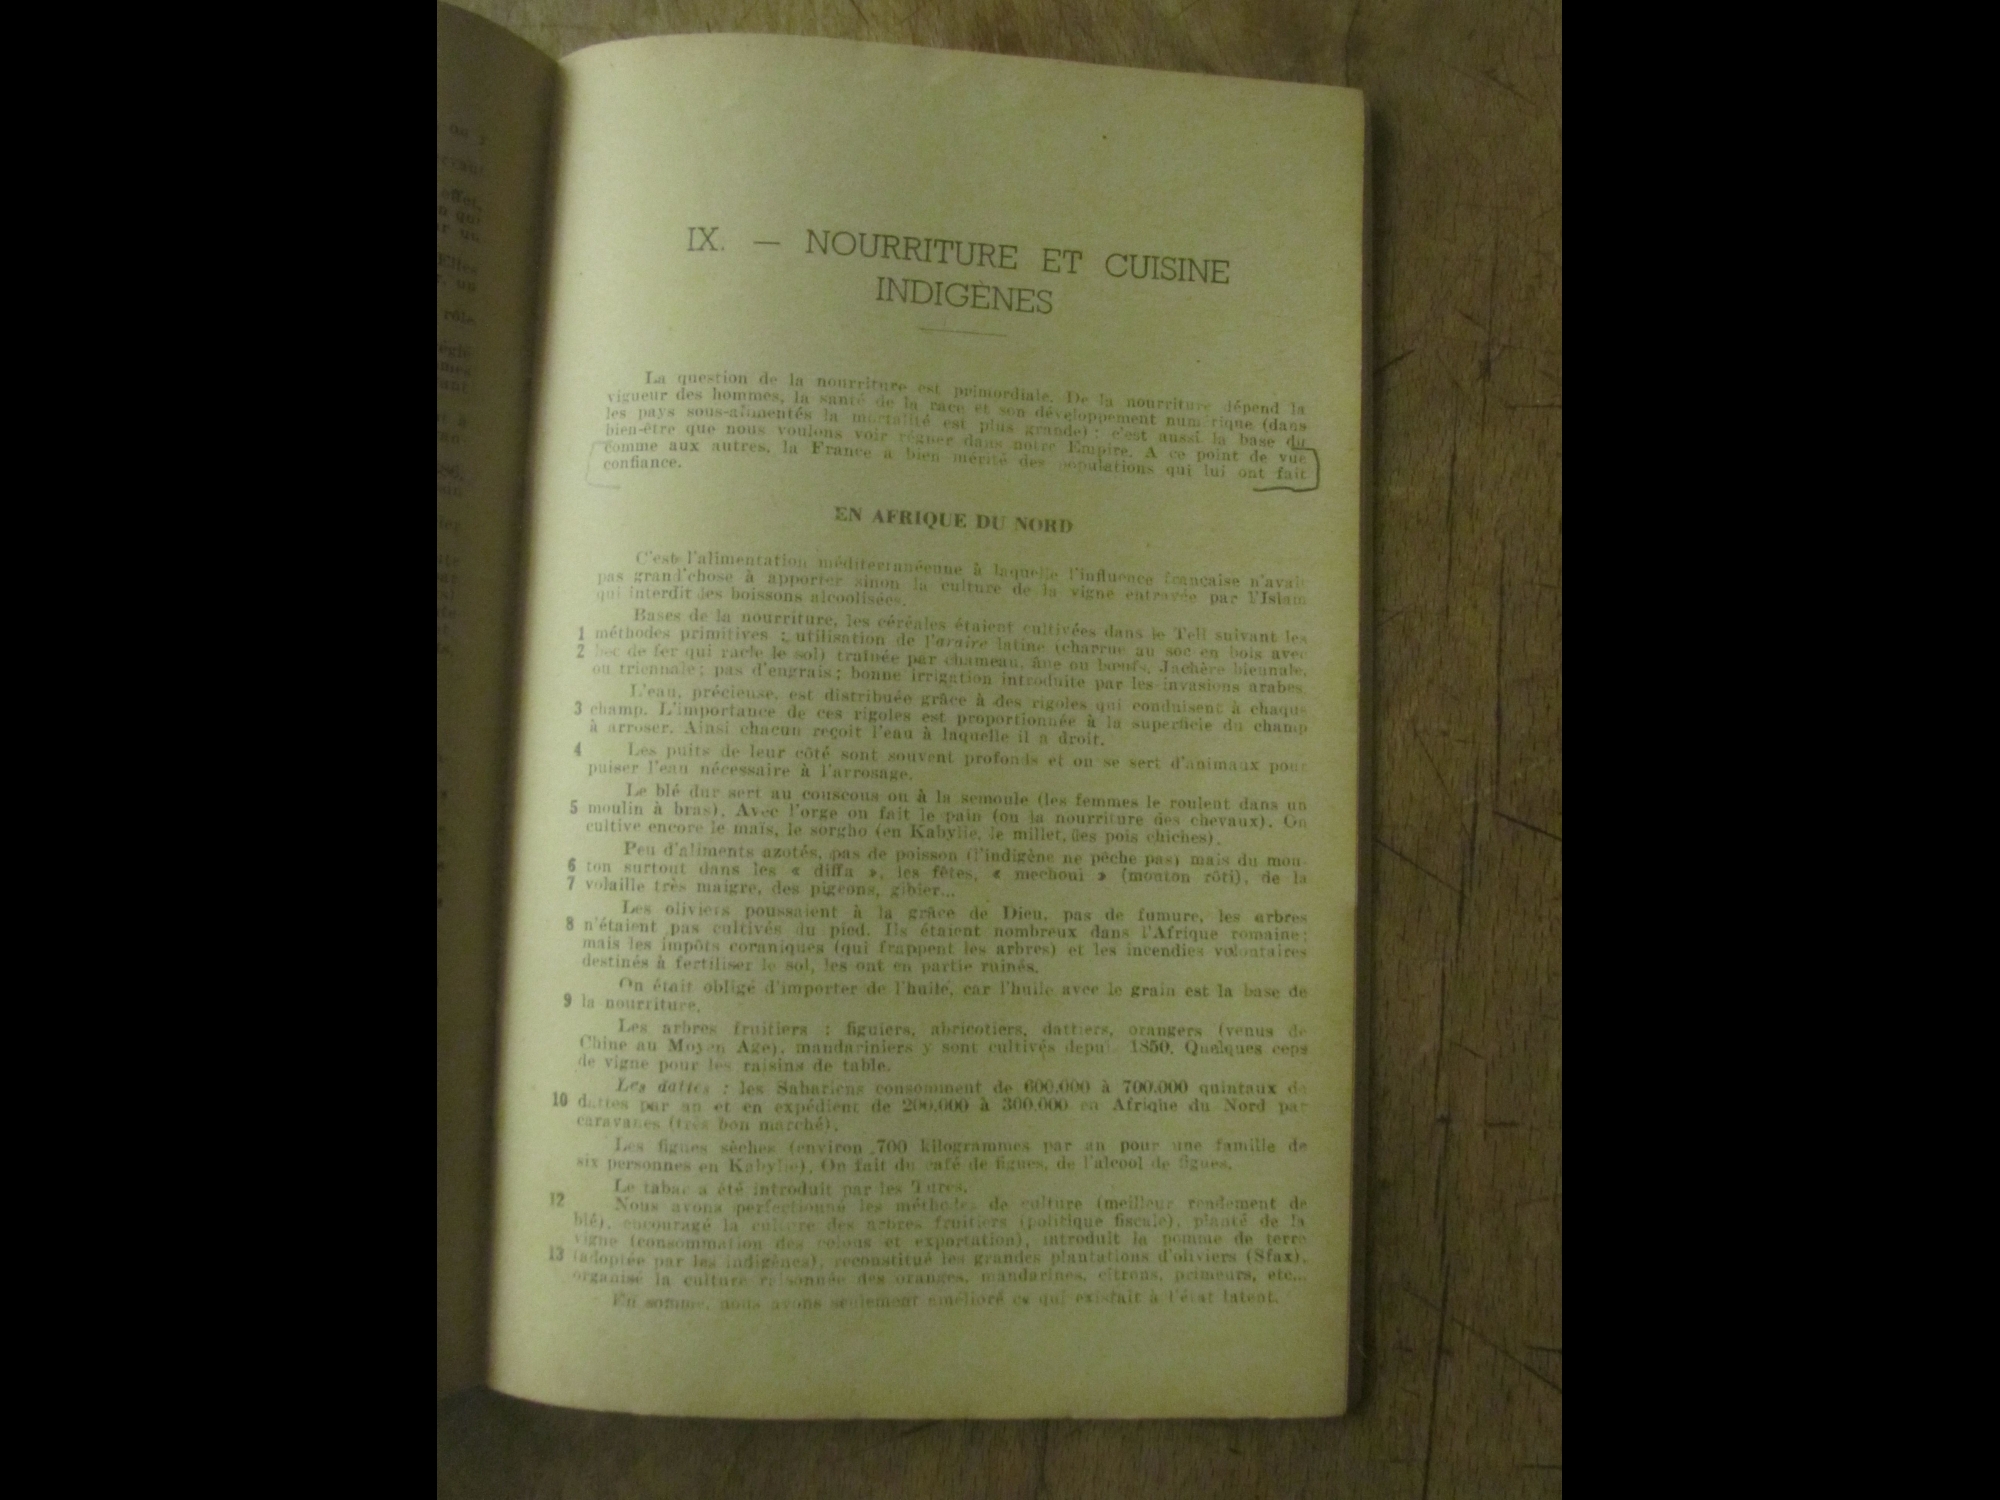 IX. — NOURRITURE ET CUISINE
INDIGÈNES
La question de la nourriture est primordiale. De la nourriture dépend la
vigueur des hommes, la santé de la race et son développement numérique (dans
les pays sous-alimentés la mortalité est plus grande) ; c'est aussi la base du
bien-être que nous voulons voir régner dans notre Empire. A ce point de vue
comme aux autres, la France a bien mérité des populations qui lui ont fait
confiance.
EN AFRIQUE DU NORD
C'est l'alimentation méditerranéenne à laquelle l'influence française n'avait
pas grand'chose à apporter sinon la culture de la vigne entravée par l'Islam
qui interdit les boissons alcoolisées.
Bases de la nourriture, les céréales étaient cultivées dans le Tell suivant les
1 méthodes primitives : utilisation de l'araire latine (charrue au soc en bois avec
2 bec de fer qui racle le sol) traînée par chameau, âne ou bœufs. Jachère biennale,
ou triennale ; pas d'engrais ; bonne irrigation introduite par les invasions arabes.
L'eau, précieuse, est distribuée grâce à des rigoles qui conduisent à chaque
3 champ. L'importance de ces rigoles est proportionnée à la superficie du champ
à arroser. Ainsi chacun reçoit l'eau à laquelle il a droit.
4 Les puits de leur côté sont souvent profonds et on se sert d'animaux pour
puiser l'eau nécessaire à l'arrosage.
Le blé dur sert au couscous ou à la semoule (les femmes le roulent dans un
5 moulin à bras). Avec l'orge on fait le pain (ou la nourriture des chevaux). On
cultive encore le maïs, le sorgho (en Kabylie, le millet, des pois chiches).
Peu d'aliments azotés, pas de poisson (l'indigène ne pêche pas) mais du mou-
6 ton surtout dans les « diffa », les fêtes, « mechoui » (mouton rôti), de la
7 volaille très maigre, des pigeons, gibier...
Les oliviers poussaient à la grâce de Dieu, pas de fumure, les arbres
8 n'étaient pas cultivés du pied. Ils étaient nombreux dans l'Afrique romaine ;
mais les impôts coraniques (qui frappent les arbres) et les incendies volontaires
destinés à fertiliser le sol, les ont en partie ruinés.
On était obligé d'importer de l'huile, car l'huile avec le grain est la base de
9 la nourriture.
Les arbres fruitiers : figuiers, abricotiers, dattiers, orangers (venus de
Chine au Moyen Age), mandariniers y sont cultivés depuis 1850. Quelques ceps
de vigne pour les raisins de table.
Les dattes : les Sahariens consomment de 600.000 à 700.000 quintaux de
10 dattes par an et en expédient de 200.000 à 300.000 en Afriqhe du Nord par
caravanes (très bon marché).
Les figues sèches (environ 700 kilogrammes par an pour une famille de
six personnes en Kabylie). On fait du café de figues, de l'alcool de figues.
Le tabac a été introduit par les Turcs.
12 Nous avons perfectionné les méthodes de culture (meilleur rendement de
blé), encouragé la culture des arbres fruitiers (politique fiscale), planté de la
vigne (consommation des colons et exportation), introduit la pomme de terre
13 (adoptée par les indigènes), reconstitué les grandes plantations d'oliviers (Sfax),
organisé la culture raisonnée des oranges, mandarines, citrons, primeurs, etc...
En somme, nous avons seulement amélioré ce qui existait à l'état latent.